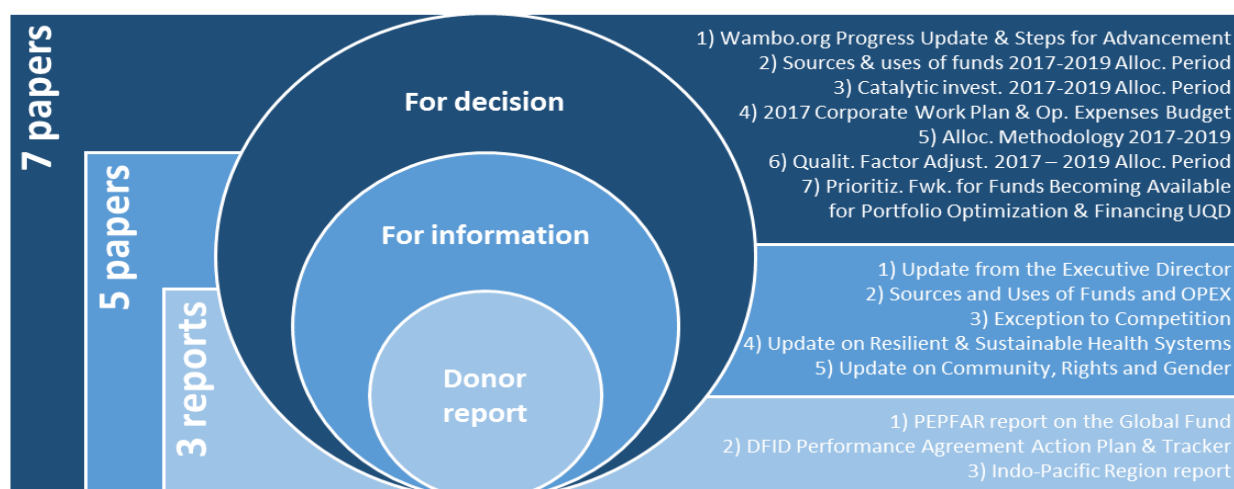 7 papers
For decision
1) Wambo.org Progress Update & Steps for Advancement
2) Sources & uses of funds 2017-2019 Alloc. Period
3) Catalytic invest. 2017-2019 Alloc. Period
4) 2017 Corporate Work Plan & Op. Expenses Budget
5) Alloc. Methodology 2017-2019
6) Qualit. Factor Adjust. 2017 – 2019 Alloc. Period
7) Prioritiz. Fwk. for Funds Becoming Available
for Portfolio Optimization & Financing UQD
5 papers
For information
1) Update from the Executive Director
2) Sources and Uses of Funds and OPEX
3) Exception to Competition
4) Update on Resilient & Sustainable Health Systems
5) Update on Community, Rights and Gender
3 reports
Donor
report
1) PEPFAR report on the Global Fund
2) DFID Performance Agreement Action Plan & Tracker
3) Indo-Pacific Region report